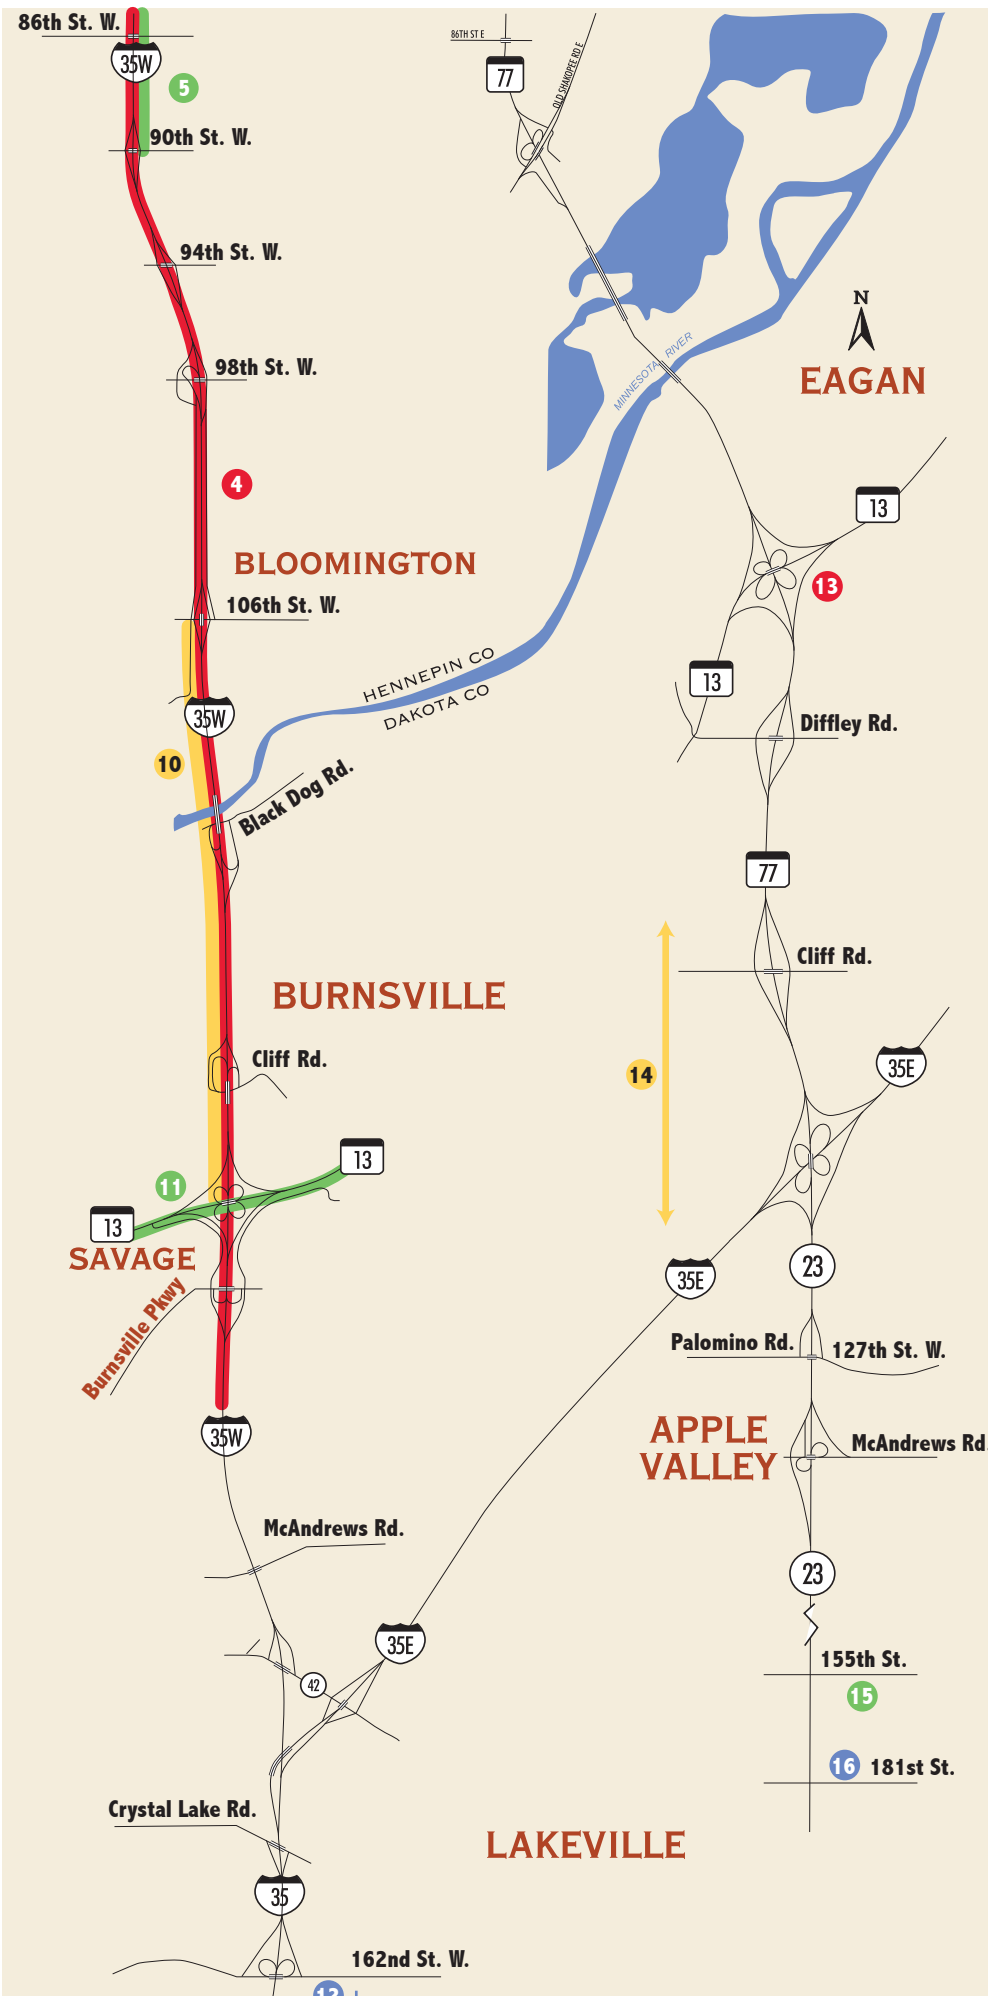 86th St. W.
35W
5
90th St. W.
94th St. W.
98th St. W.
4
BLOOMINGTON
106th St. W.
35W
10
Black Dog Rd.
HENNEPIN CO
DAKOTA CO
86TH ST E
77
OLD SHAKOPEE RD E
MINNESOTA RIVER
N
EAGAN
13
13
13
Diffley Rd.
77
Cliff Rd.
14
35E
BURNSVILLE
Cliff Rd.
13
11
13
SAVAGE
Burnsville Pkwy
35W
35E
23
Palomino Rd.
127th St. W.
APPLE
VALLEY
McAndrews Rd
23
McAndrews Rd.
35E
42
155th St.
15
16
181st St.
Crystal Lake Rd.
LAKEVILLE
35
162nd St. W.